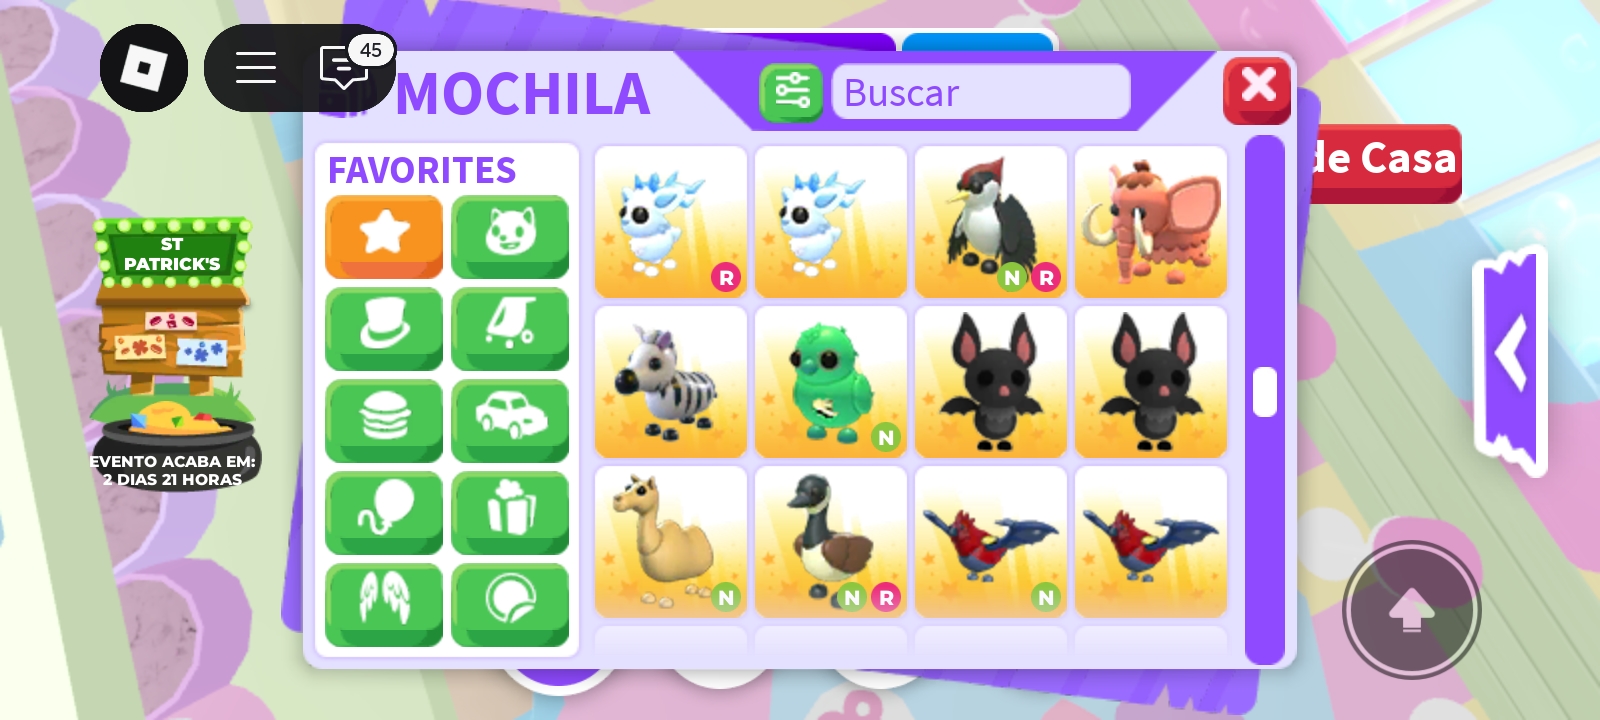 45
MOCHILA
Buscar
de Casa
FAVORITES
ST
PATRICK'S
R
N R
N
EVENTO ACABA EM:
2 DIAS 21 HORAS
N
N R
N